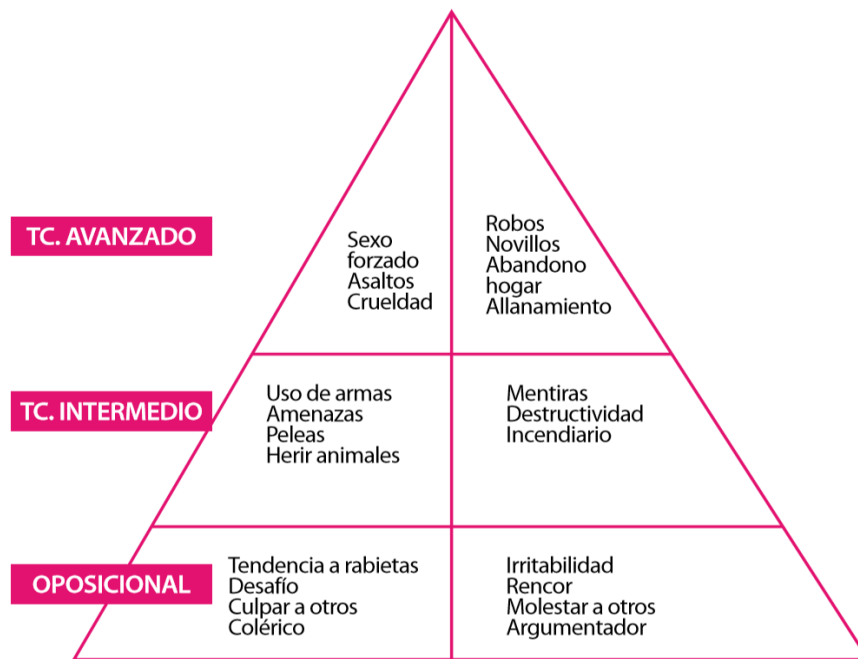 TC. AVANZADO
Sexo
forzado
Asaltos
Crueldad
Robos
Novillos
Abandono
hogar
Allanamiento
TC. INTERMEDIO
Uso de armas
Amenazas
Peleas
Herir animales
Mentiras
Destructividad
Incendiario
OPOSICIONAL
Tendencia a rabietas
Desafío
Culpar a otros
Colérico
Irritabilidad
Rencor
Molestar a otros
Argumentador